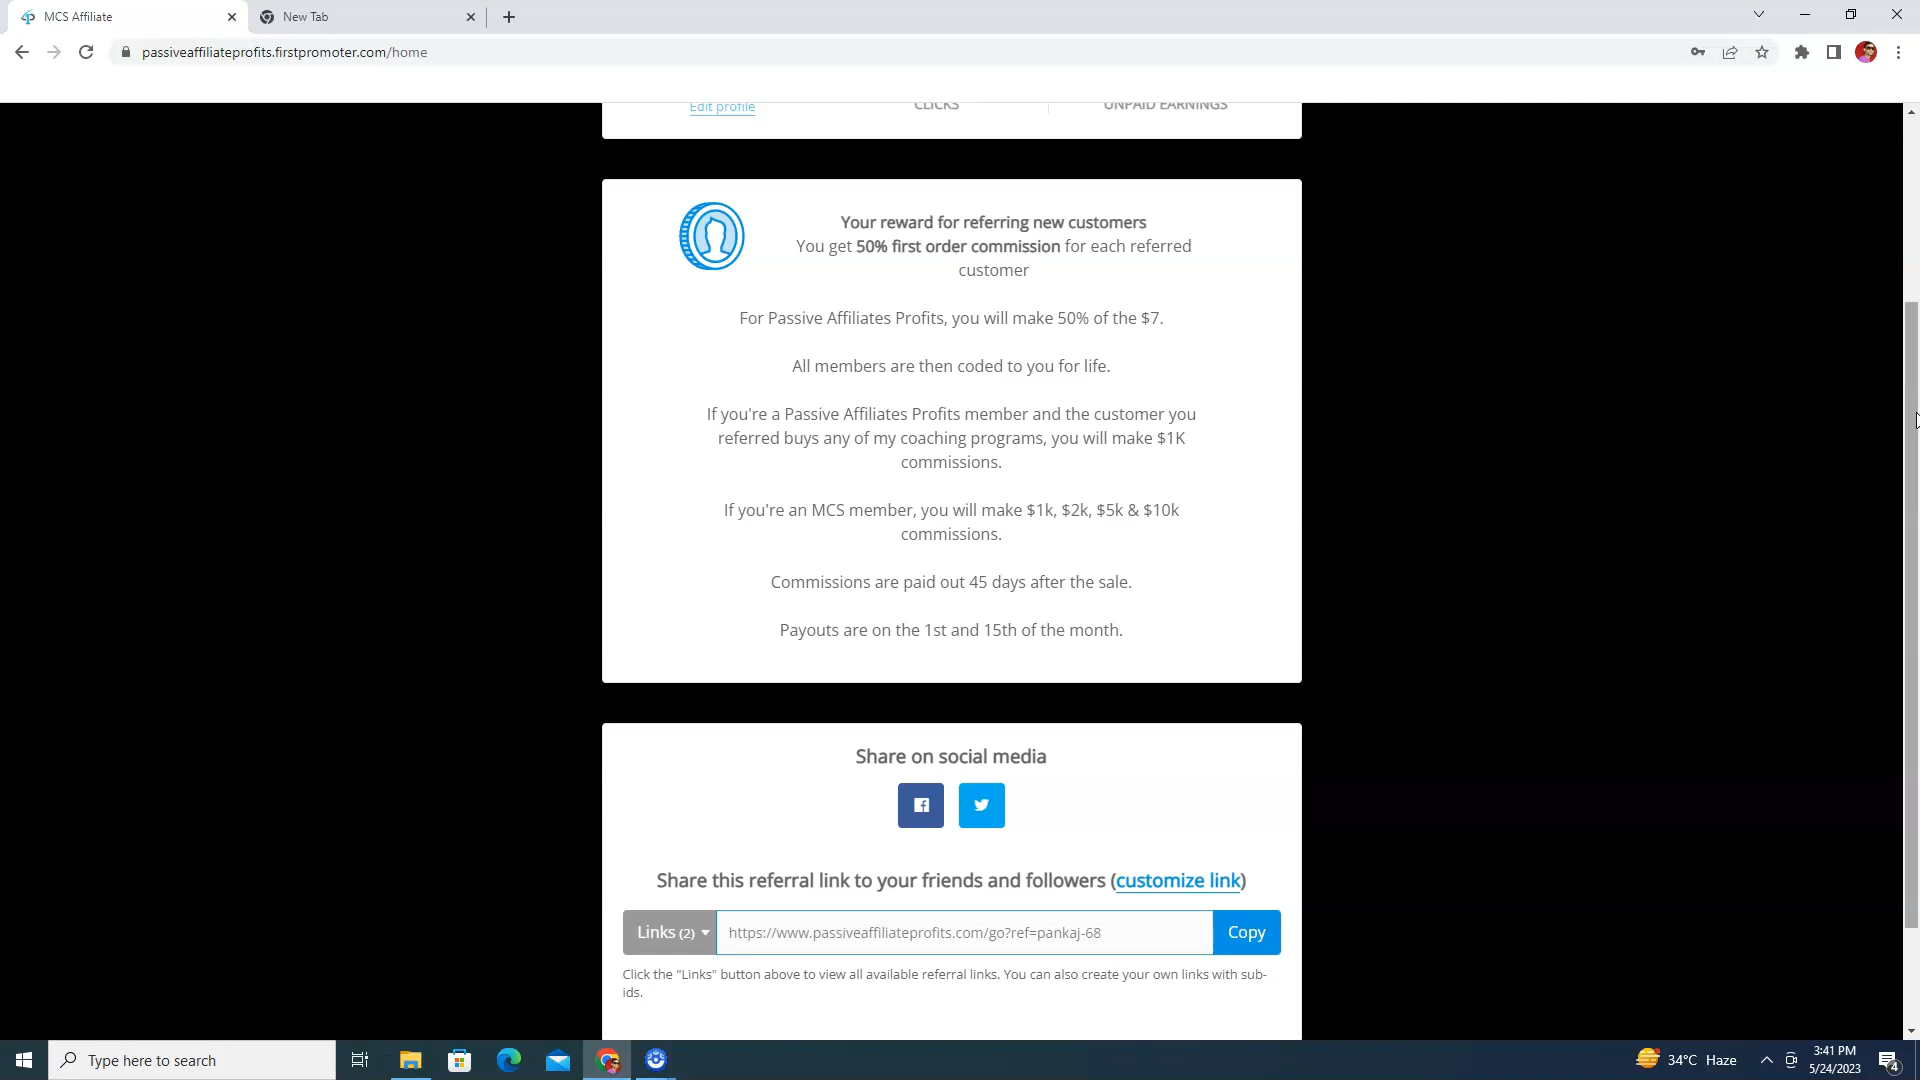 MCS Affiliate
New Tab
passiveaffiliateprofits.firstpromoter.com/home
Edit profile
CLICKS
UNPAID EARNINGS
Your reward for referring new customers
You get 50% first order commission for each referred
customer
For Passive Affiliates Profits, you will make 50% of the $7.
All members are then coded to you for life.
If you're a Passive Affiliates Profits member and the customer you
referred buys any of my coaching programs, you will make $1K
commissions.
If you're an MCS member, you will make $1k, $2k, $5k & $10k
commissions.
Commissions are paid out 45 days after the sale.
Payouts are on the 1st and 15th of the month.
Share on social media
Share this referral link to your friends and followers (customize link)
Links (2)
https://www.passiveaffiliateprofits.com/go?ref=pankaj-68
Copy
Click the "Links" button above to view all available referral links. You can also create your own links with sub-
ids.
Type here to search
34°C Haze
3:41 PM
5/24/2023
4